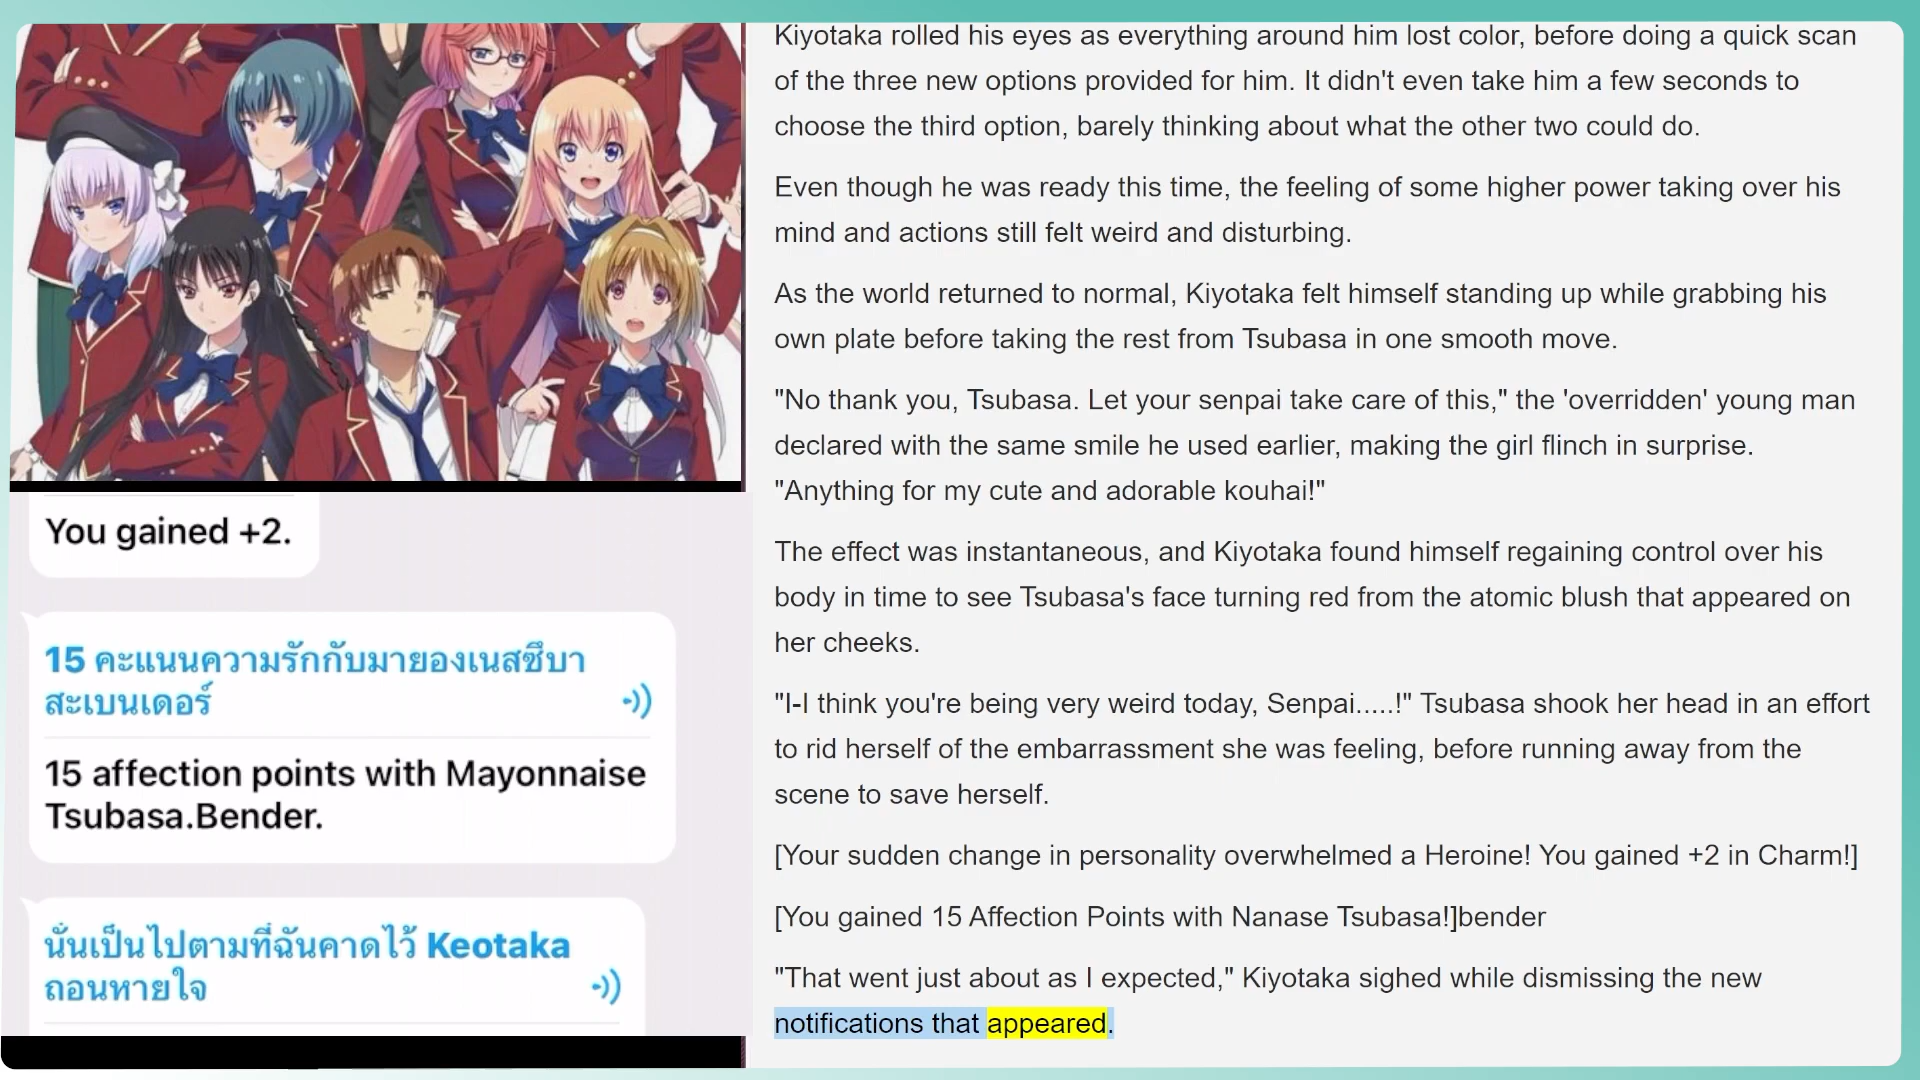 You gained +2.
15 คะแนนความรักกับมายองเนสซึบา
สะเบนเดอร์
15 affection points with Mayonnaise
Tsubasa.Bender.
นั่นเป็นไปตามที่ฉันคาดไว้ Keotaka
ถอนหายใจ
Kiyotaka rolled his eyes as everything around him lost color, before doing a quick scan
of the three new options provided for him. It didn't even take him a few seconds to
choose the third option, barely thinking about what the other two could do.
Even though he was ready this time, the feeling of some higher power taking over his
mind and actions still felt weird and disturbing.
As the world returned to normal, Kiyotaka felt himself standing up while grabbing his
own plate before taking the rest from Tsubasa in one smooth move.
"No thank you, Tsubasa. Let your senpai take care of this," the 'overridden' young man
declared with the same smile he used earlier, making the girl flinch in surprise.
"Anything for my cute and adorable kouhai!"
The effect was instantaneous, and Kiyotaka found himself regaining control over his
body in time to see Tsubasa's face turning red from the atomic blush that appeared on
her cheeks.
"I-I think you're being very weird today, Senpai.....!" Tsubasa shook her head in an effort
to rid herself of the embarrassment she was feeling, before running away from the
scene to save herself.
[Your sudden change in personality overwhelmed a Heroine! You gained +2 in Charm!]
[You gained 15 Affection Points with Nanase Tsubasa!]bender
"That went just about as I expected," Kiyotaka sighed while dismissing the new
notifications that appeared.